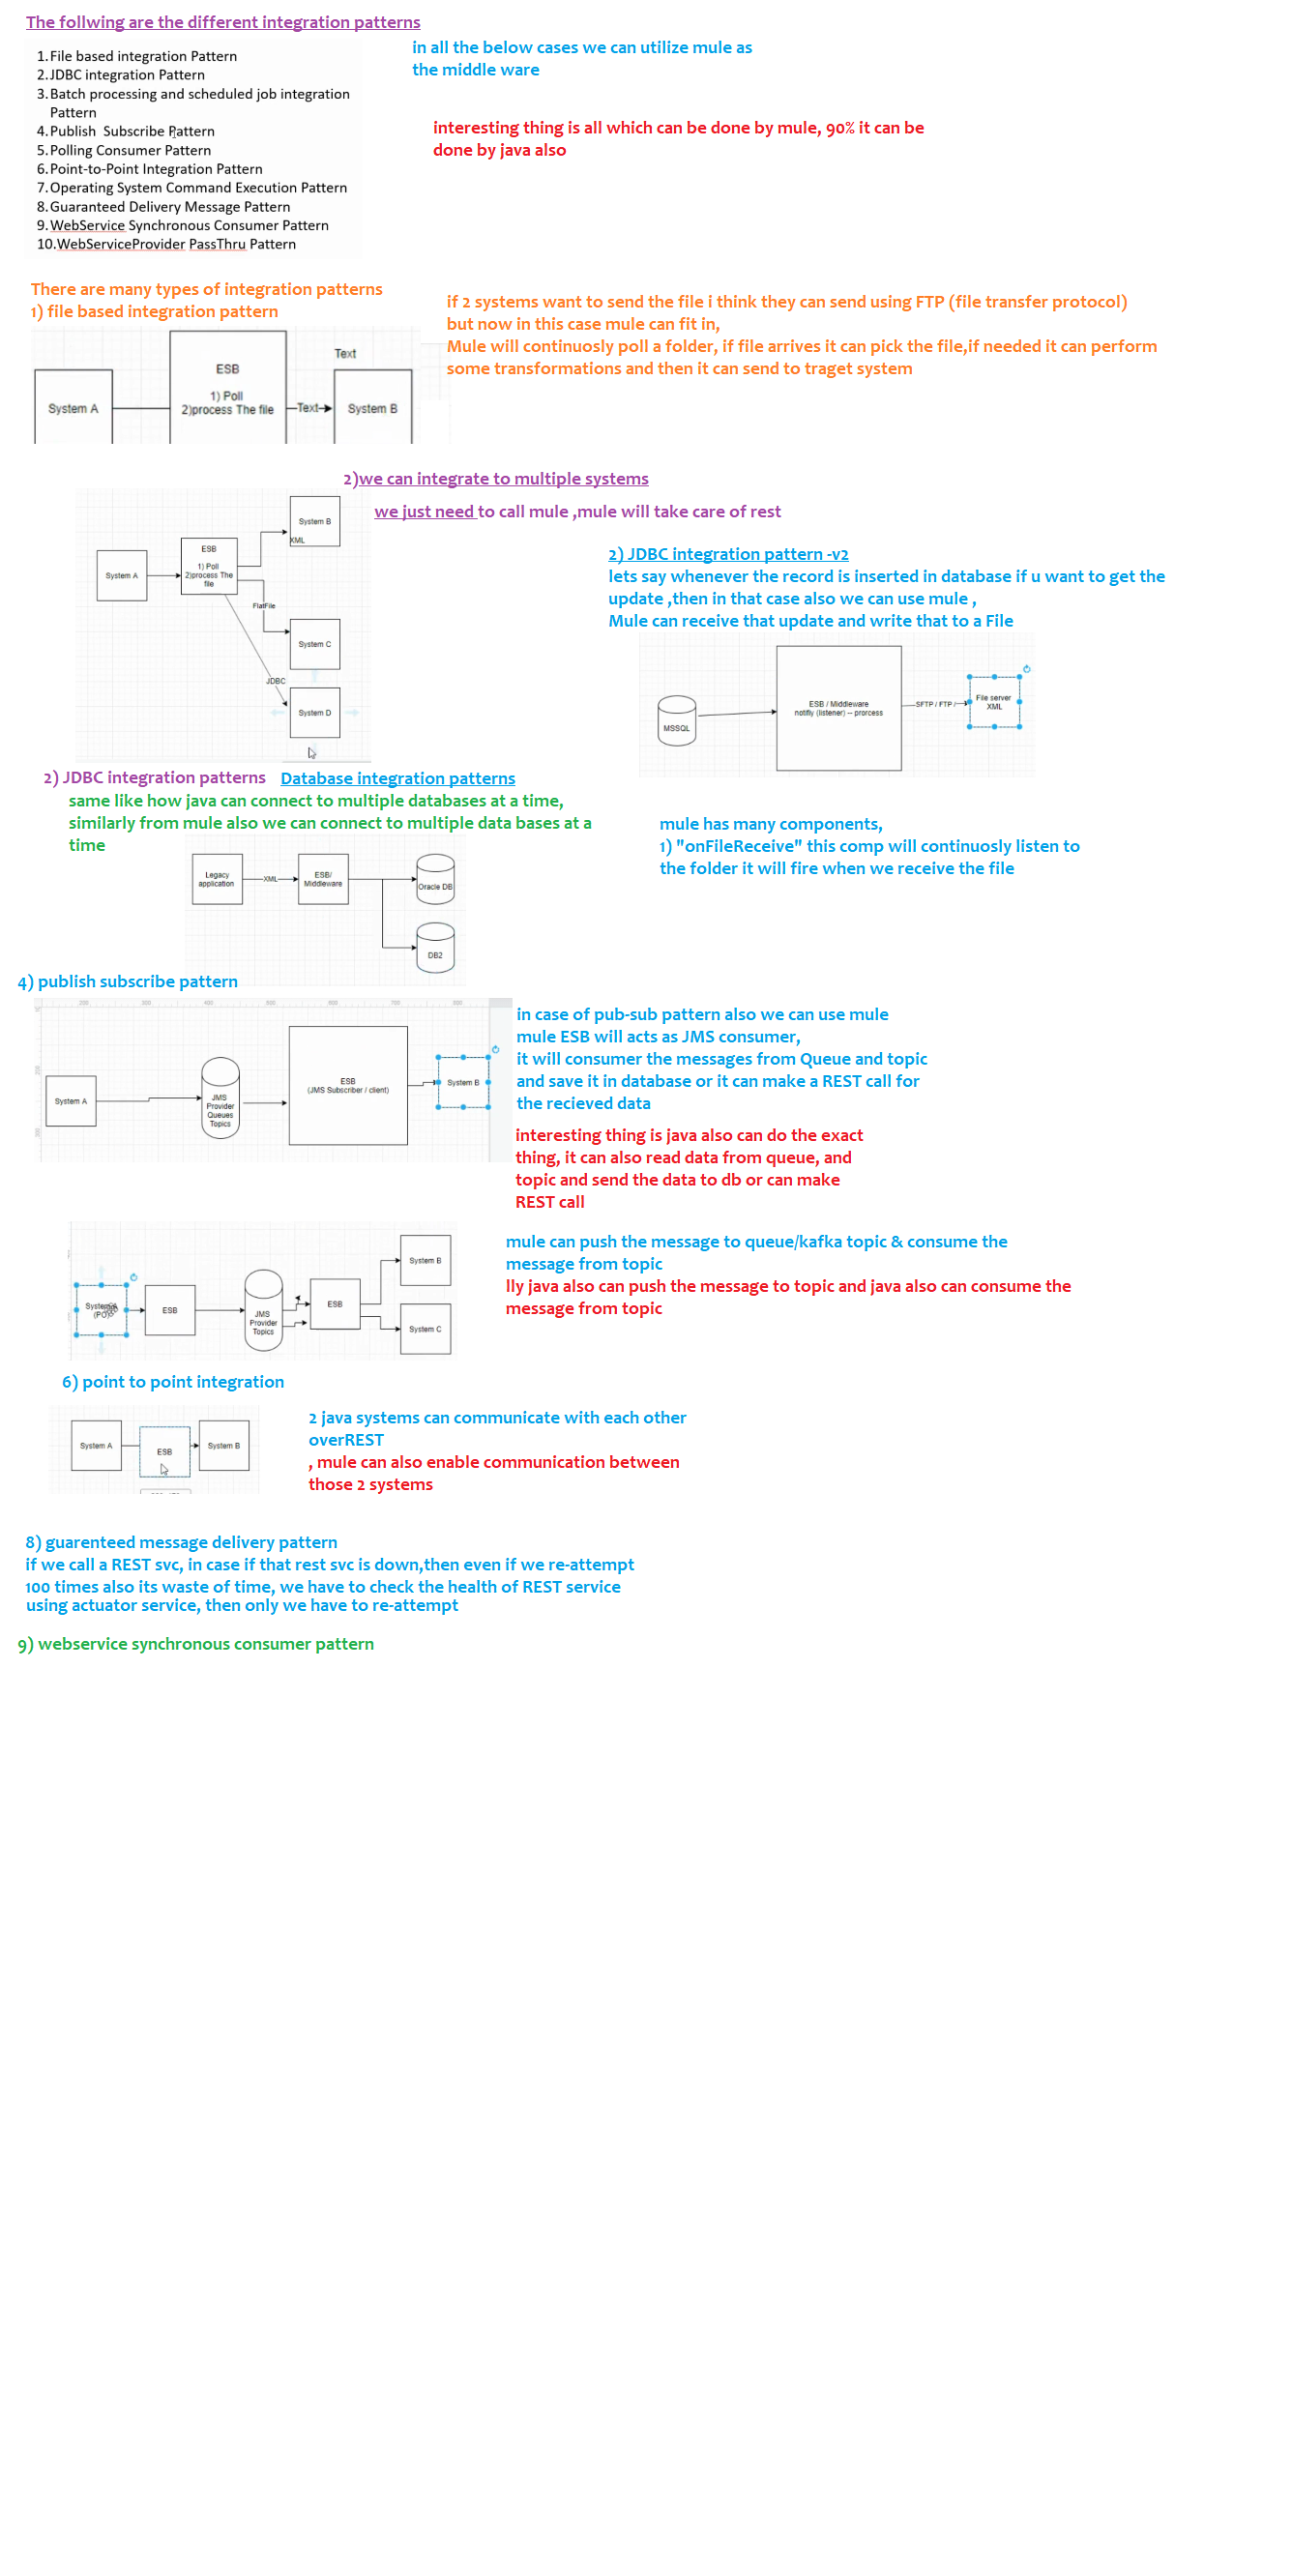 The follwing are the different integration patterns
in all the below cases we can utilize mule as
the middle ware
1. File based integration Pattern
2. JDBC integration Pattern
3. Batch processing and scheduled job integration
Pattern
4. Publish  Subscribe Pattern
5. Polling Consumer Pattern
6. Point-to-Point Integration Pattern
7. Operating System Command Execution Pattern
8. Guaranteed Delivery Message Pattern
9. WebService Synchronous Consumer Pattern
10. WebServiceProvider PassThru Pattern
interesting thing is all which can be done by mule, 90% it can be
done by java also
There are many types of integration patterns
1) file based integration pattern
if 2 systems want to send the file i think they can send using FTP (file transfer protocol)
but now in this case mule can fit in,
Mule will continuosly poll a folder, if file arrives it can pick the file,if needed it can perform
some transformations and then it can send to traget system
Text
ESB
1) Poll
2)process The file
System A
Text
System B
2)we can integrate to multiple systems
we just need to call mule ,mule will take care of rest
System B
XML
ESB
1) Poll
2)process The
file
System A
FlatFile
System C
JDBC
System D
2) JDBC integration pattern -v2
lets say whenever the record is inserted in database if u want to get the
update ,then in that case also we can use mule ,
Mule can receive that update and write that to a File
MSSQL
ESB / Middleware
notifiy (listener) -- prorcess
SFTP / FTP /
File server
XML
2) JDBC integration patterns
Database integration patterns
same like how java can connect to multiple databases at a time,
similarly from mule also we can connect to multiple data bases at a
time
mule has many components,
1) "onFileReceive" this comp will continuosly listen to
the folder it will fire when we receive the file
Legacy
application
XML
ESB/
Middleware
Oracle DB
DB2
4) publish subscribe pattern
200
300
400
500
600
700
800
200
300
System A
JMS
Provider
Queues
Topics
ESB
(JMS Subscriber / client)
System B
in case of pub-sub pattern also we can use mule
mule ESB will acts as JMS consumer,
it will consumer the messages from Queue and topic
and save it in database or it can make a REST call for
the recieved data
interesting thing is java also can do the exact
thing, it can also read data from queue, and
topic and send the data to db or can make
REST call
ESB
JMS
Provider
Topics
ESB
System B
System C
mule can push the message to queue/kafka topic & consume the
message from topic
lly java also can push the message to topic and java also can consume the
message from topic
6) point to point integration
System A
ESB
System B
2 java systems can communicate with each other
overREST
, mule can also enable communication between
those 2 systems
8) guarenteed message delivery pattern
if we call a REST svc, in case if that rest svc is down,then even if we re-attempt
100 times also its waste of time, we have to check the health of REST service
using actuator service, then only we have to re-attempt
9) webservice synchronous consumer pattern